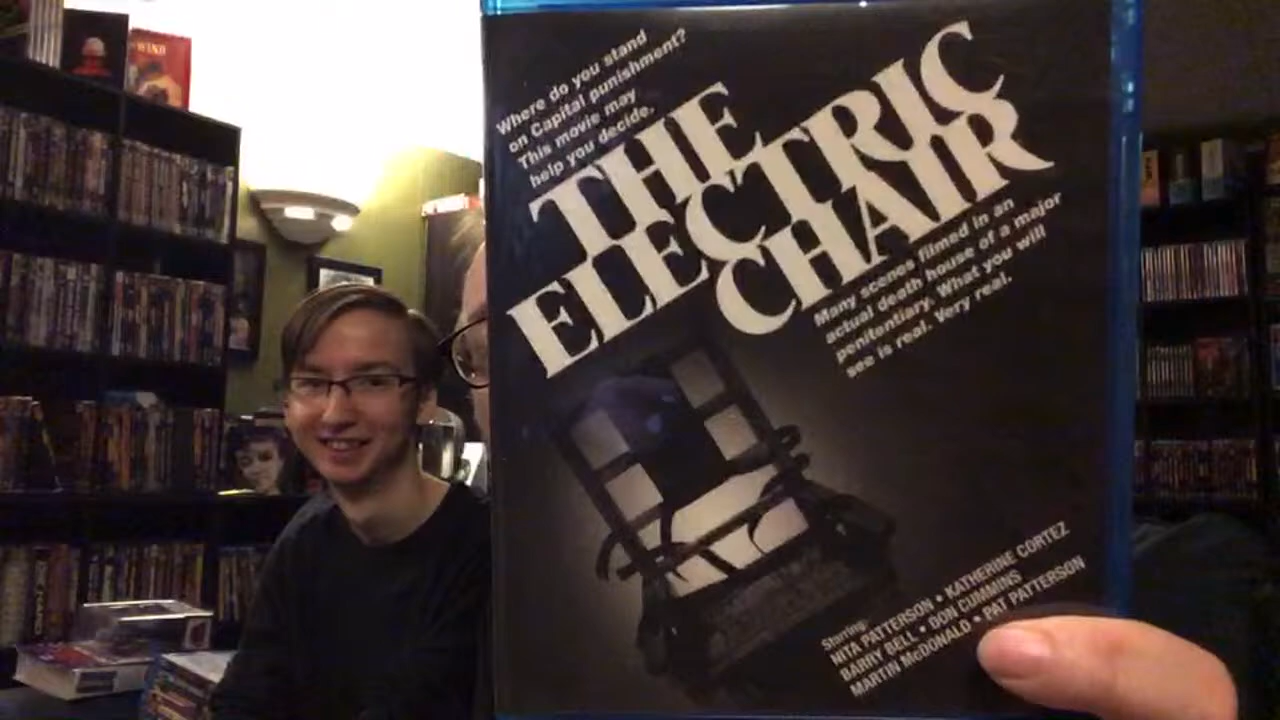 Where do you stand
on Capital punishment?
This movie may
help you decide.
THE
ELECTRIC
CHAIR
Many scenes filmed in an
actual death house of a major
penitentiary. What you will
see is real. Very real.
Starring:
NITA PATTERSON • KATHERINE CORTEZ
BARRY BELL • DON CUMMINS
MARTIN McDONALD • PAT PATTERSON
WIND